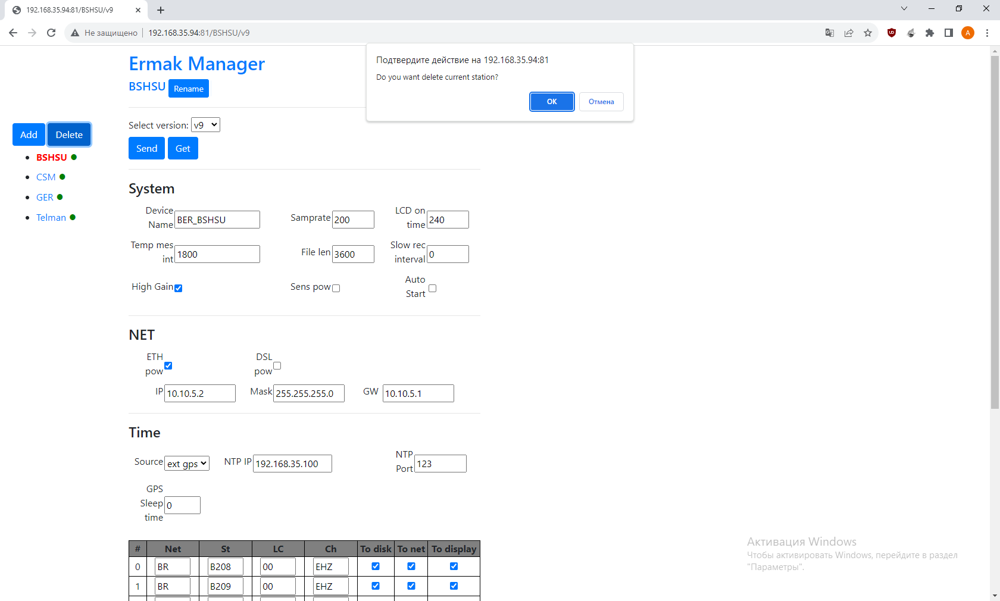 192.168.35.94:81/BSHSU/v9
Не защищено
192.168.35.94:81/BSHSU/v9
A
Подтвердите действие на 192.168.35.94:81
Do you want delete current station?
ОК
Отмена
Ermak Manager
BSHSU Rename
Select version: v9
Send Get
Add Delete
BSHSU
CSM
GER
Telman
System
Device Name BER_BSHSU
Samprate 200
LCD on time 240
Temp mes int 1800
File len 3600
Slow rec interval 0
High Gain
Sens pow
Auto Start
NET
ETH pow
DSL pow
IP 10.10.5.2 Mask 255.255.255.0 GW 10.10.5.1
Time
Source ext gps NTP IP 192.168.35.100 NTP Port 123
GPS Sleep time 0
# Net St LC Ch To disk To net To display
0 BR B208 00 EHZ
1 BR B209 00 EHZ
Активация Windows
Чтобы активировать Windows, перейдите в раздел
"Параметры".